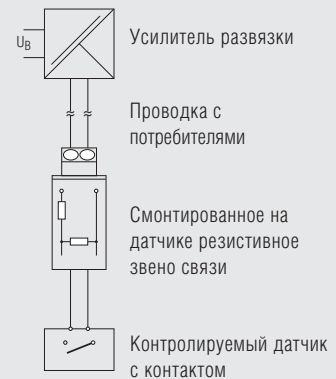 U_B
Усилитель развязки
Проводка с
потребителями
Смонтированное на
датчике резистивное
звено связи
Контролируемый датчик
с контактом